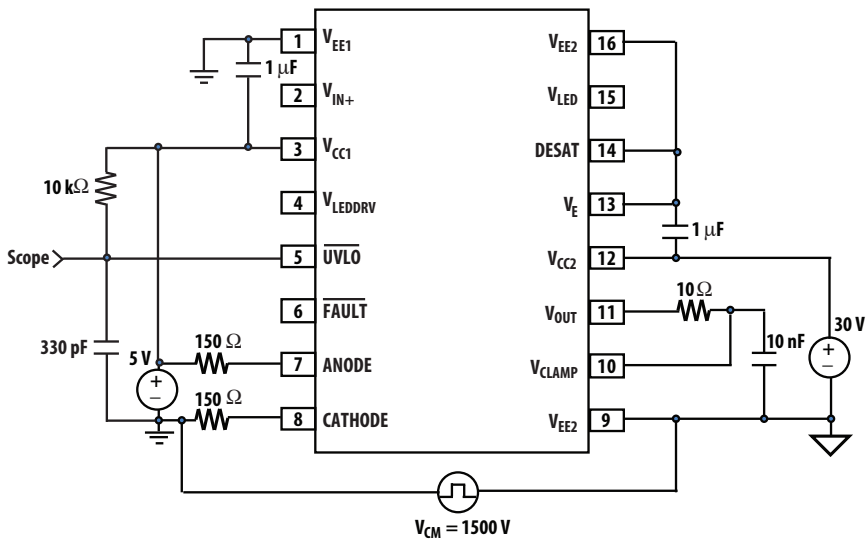 1 V_EE1
V_EE2 16
1 μF
2 V_IN+
V_LED 15
3 V_CC1
DESAT 14
10 kΩ
4 V_LEDDRV
V_E 13
1 μF
Scope
5 U̅V̅L̅O̅
V_CC2 12
10 Ω
6 F̅A̅U̅L̅T̅
V_OUT 11
330 pF
5 V
150 Ω
10 nF
30 V
7 ANODE
V_CLAMP 10
+
−
+
−
150 Ω
8 CATHODE
V_EE2 9
V_CM = 1500 V